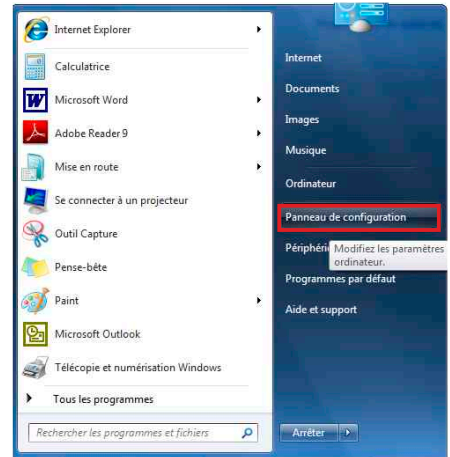 Internet Explorer
Calculatrice
Microsoft Word
Adobe Reader 9
Mise en route
Se connecter à un projecteur
Outil Capture
Pense-bête
Paint
Microsoft Outlook
Télécopie et numérisation Windows
Tous les programmes
Rechercher les programmes et fichiers
Internet
Documents
Images
Musique
Ordinateur
Panneau de configuration
Modifiez les paramètres
ordinateur.
Programmes par défaut
Aide et support
Arrêter